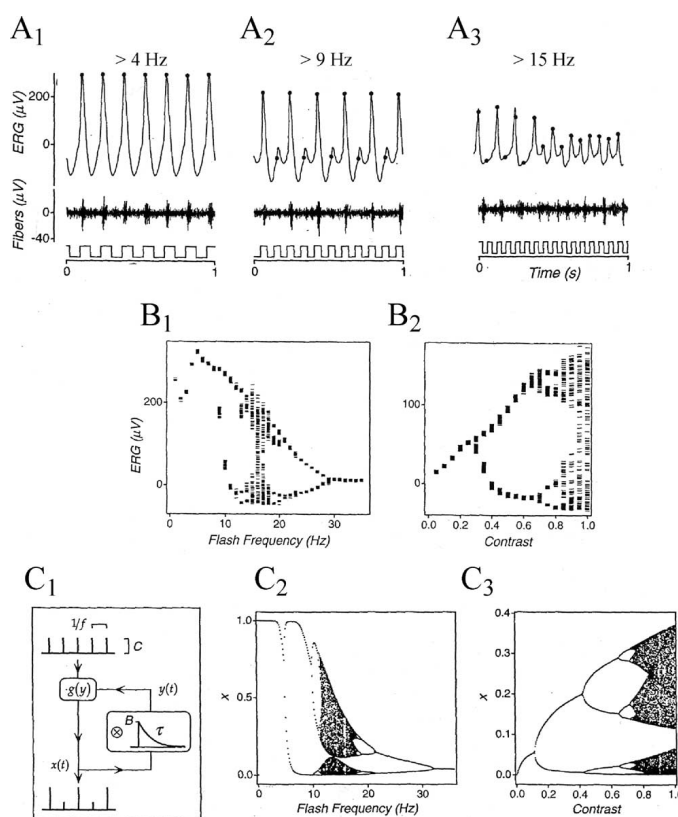 A1 A2 A3
> 4 Hz > 9 Hz > 15 Hz
ERG (μV)
200
0
Fibers (μV)
0
-40
0 1 0 1 0 Time (s) 1
B1 B2
ERG (μV)
200
0
0 10 20 30
Flash Frequency (Hz)
100
0
0.0 0.2 0.4 0.6 0.8 1.0
Contrast
C1 C2 C3
1/f
C
·g(y)
y(t)
⊗ B τ
x(t)
x
1.0
0.5
0.0
0 10 20 30
Flash Frequency (Hz)
x
0.4
0.3
0.2
0.1
0.0
0.0 0.2 0.4 0.6 0.8 1.0
Contrast